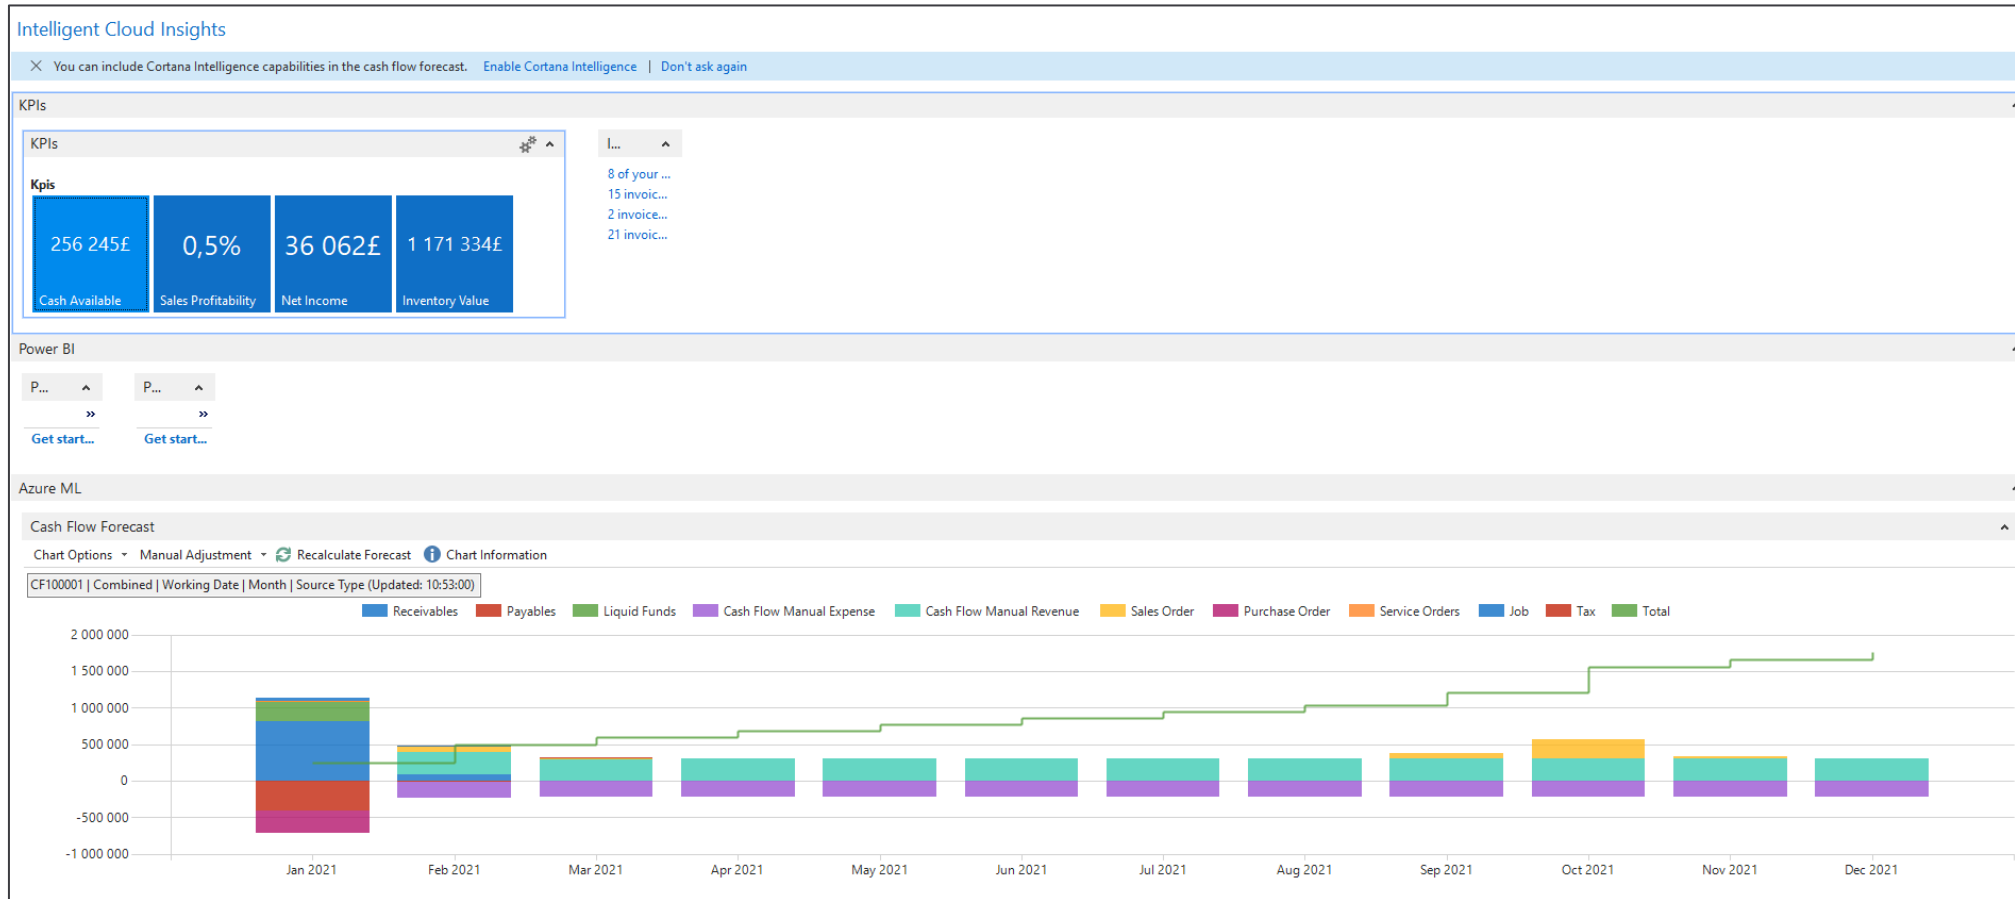 Intelligent Cloud Insights
You can include Cortana Intelligence capabilities in the cash flow forecast. Enable Cortana Intelligence | Don't ask again
KPIs
KPIs
I...
Kpis
8 of your ...
15 invoic...
2 invoice...
21 invoic...
256 245£ 0,5% 36 062£ 1 171 334£
Cash Available Sales Profitability Net Income Inventory Value
Power BI
P... P...
» »
Get start... Get start...
Azure ML
Cash Flow Forecast
Chart Options Manual Adjustment Recalculate Forecast Chart Information
CF100001 | Combined | Working Date | Month | Source Type (Updated: 10:53:00)
Receivables Payables Liquid Funds Cash Flow Manual Expense Cash Flow Manual Revenue Sales Order Purchase Order Service Orders Job Tax Total
2 000 000
1 500 000
1 000 000
500 000
0
-500 000
-1 000 000
Jan 2021 Feb 2021 Mar 2021 Apr 2021 May 2021 Jun 2021 Jul 2021 Aug 2021 Sep 2021 Oct 2021 Nov 2021 Dec 2021